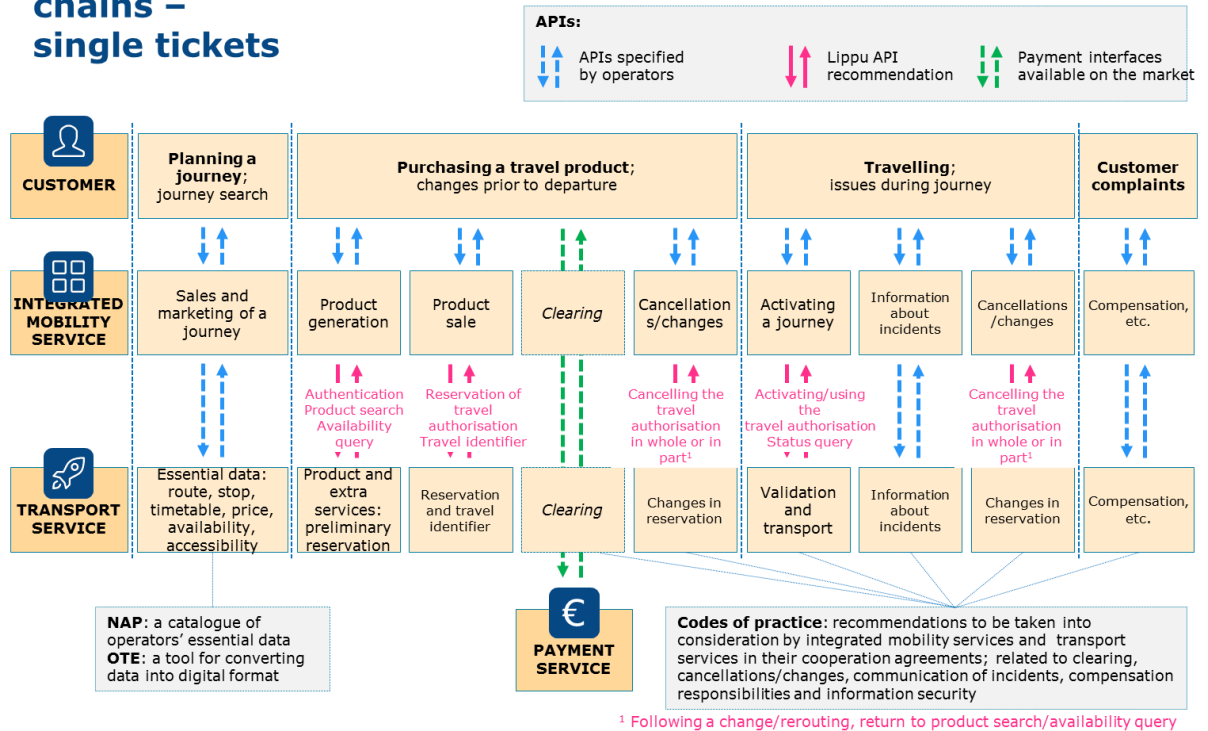 chains –
single tickets
APIs:
APIs specified
by operators
Lippu API
recommendation
Payment interfaces
available on the market
CUSTOMER
Planning a
journey;
journey search
Purchasing a travel product;
changes prior to departure
Travelling;
issues during journey
Customer
complaints
INTEGRATED
MOBILITY
SERVICE
Sales and
marketing of a
journey
Product
generation
Product
sale
Clearing
Cancellation
s/changes
Activating
a journey
Information
about
incidents
Cancellations
/changes
Compensation,
etc.
Authentication
Product search
Availability
query
Reservation of
travel
authorisation
Travel identifier
Cancelling the
travel
authorisation
in whole or in
part¹
Activating/using
the
travel authorisation
Status query
Cancelling the
travel
authorisation
in whole or in
part¹
TRANSPORT
SERVICE
Essential data:
route, stop,
timetable, price,
availability,
accessibility
Product and
extra
services:
preliminary
reservation
Reservation
and travel
identifier
Clearing
Changes in
reservation
Validation
and
transport
Information
about
incidents
Changes in
reservation
Compensation,
etc.
NAP: a catalogue of
operators’ essential data
OTE: a tool for converting
data into digital format
€
PAYMENT
SERVICE
Codes of practice: recommendations to be taken into
consideration by integrated mobility services and transport
services in their cooperation agreements; related to clearing,
cancellations/changes, communication of incidents, compensation
responsibilities and information security
¹ Following a change/rerouting, return to product search/availability query